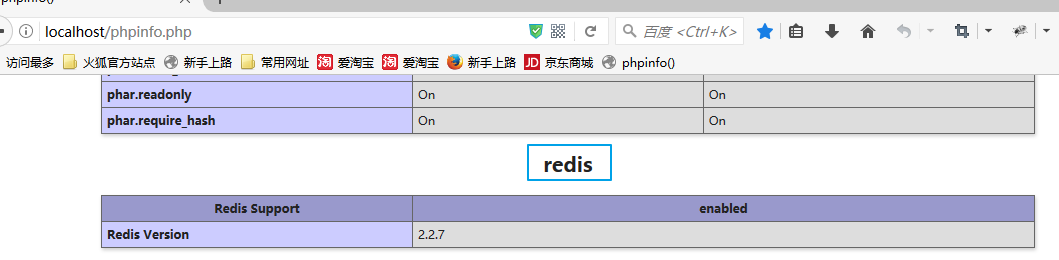 phpinfo()
localhost/phpinfo.php
百度 <Ctrl+K>
访问最多 火狐官方站点 新手上路 常用网址 爱淘宝 爱淘宝 新手上路 京东商城 phpinfo()
phar.readonly On On
phar.require_hash On On
redis
Redis Support enabled
Redis Version 2.2.7